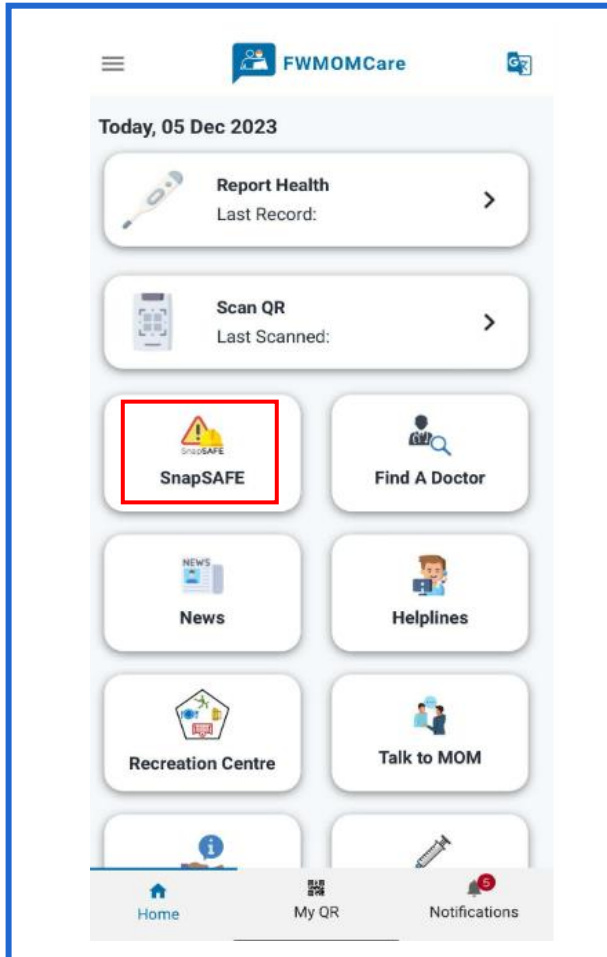 FWMOMCare
Today, 05 Dec 2023
Report Health
Last Record:
Scan QR
Last Scanned:
SnapSAFE
SnapSAFE
Find A Doctor
NEWS
News
Helplines
Recreation Centre
Talk to MOM
5
Home
My QR
Notifications